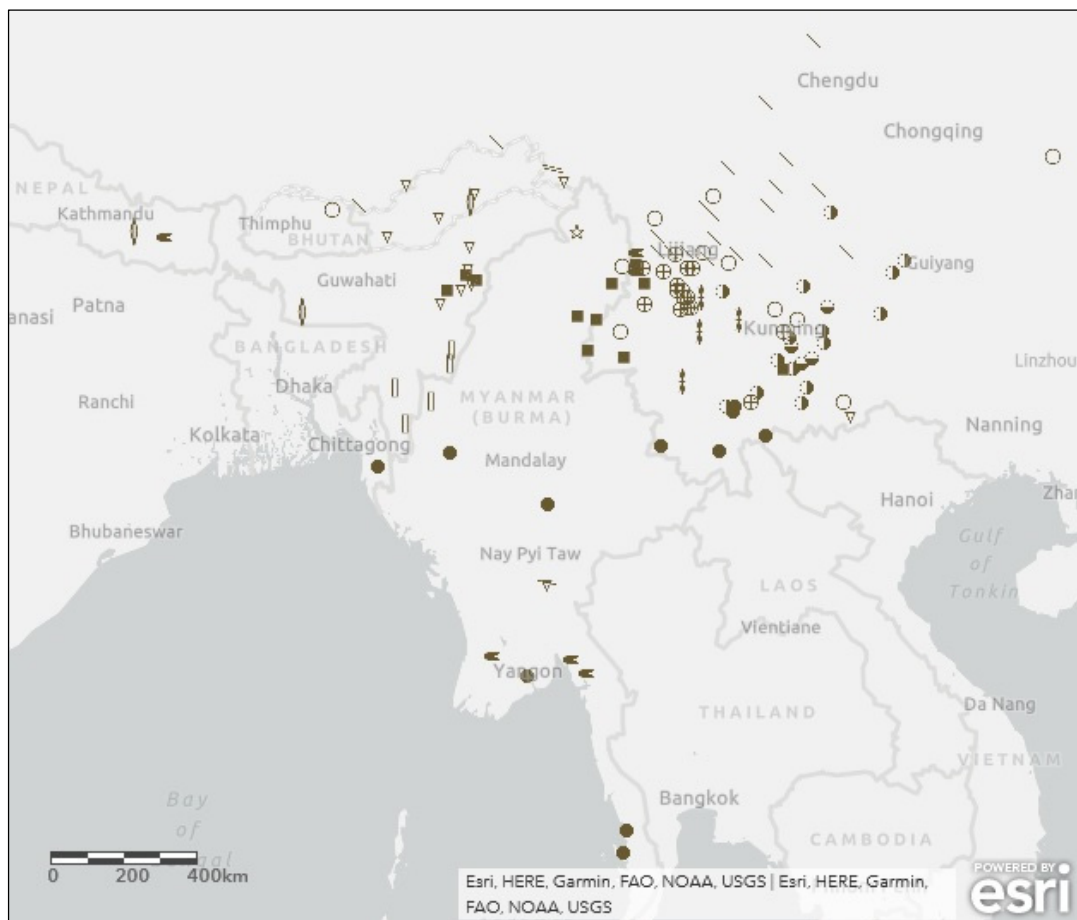 Chengdu
Chongqing
NEPAL
Kathmandu
Thimphu
BHUTAN
Lijiang
Guiyang
Guwahati
Patna
anasi
BANGLADESH
Kunming
Linzhou
Dhaka
MYANMAR
(BURMA)
Ranchi
Kolkata
Chittagong
Nanning
Mandalay
Hanoi
Zhan
Bhubaneswar
Gulf
of
Tonkin
Nay Pyi Taw
LAOS
Vientiane
Yangon
Da Nang
THAILAND
VIETNAM
Bay
of
Bangkok
CAMBODIA
0 200 400km
Esri, HERE, Garmin, FAO, NOAA, USGS | Esri, HERE, Garmin,
FAO, NOAA, USGS
POWERED BY
esri